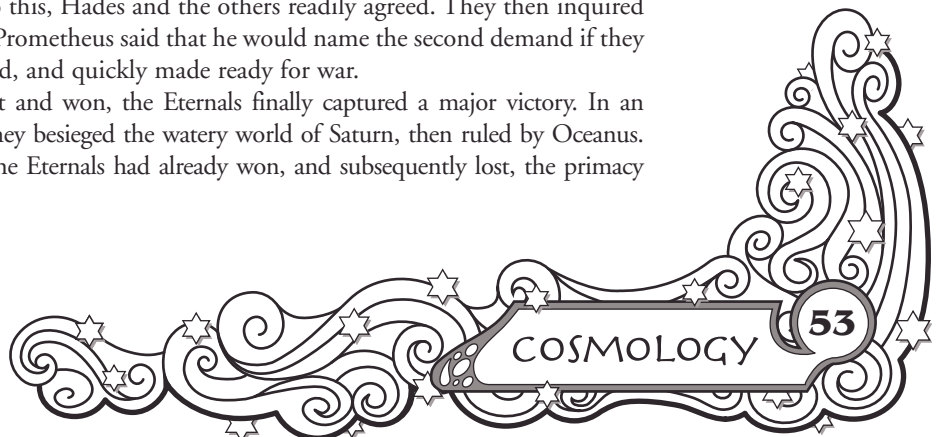 this, Hades and the others readily agreed. They then inquired
Prometheus said that he would name the second demand if they
and quickly made ready for war.
and won, the Eternals finally captured a major victory. In an
besieged the watery world of Saturn, then ruled by Oceanus.
Eternals had already won, and subsequently lost, the primacy
53
COSMOLOGY